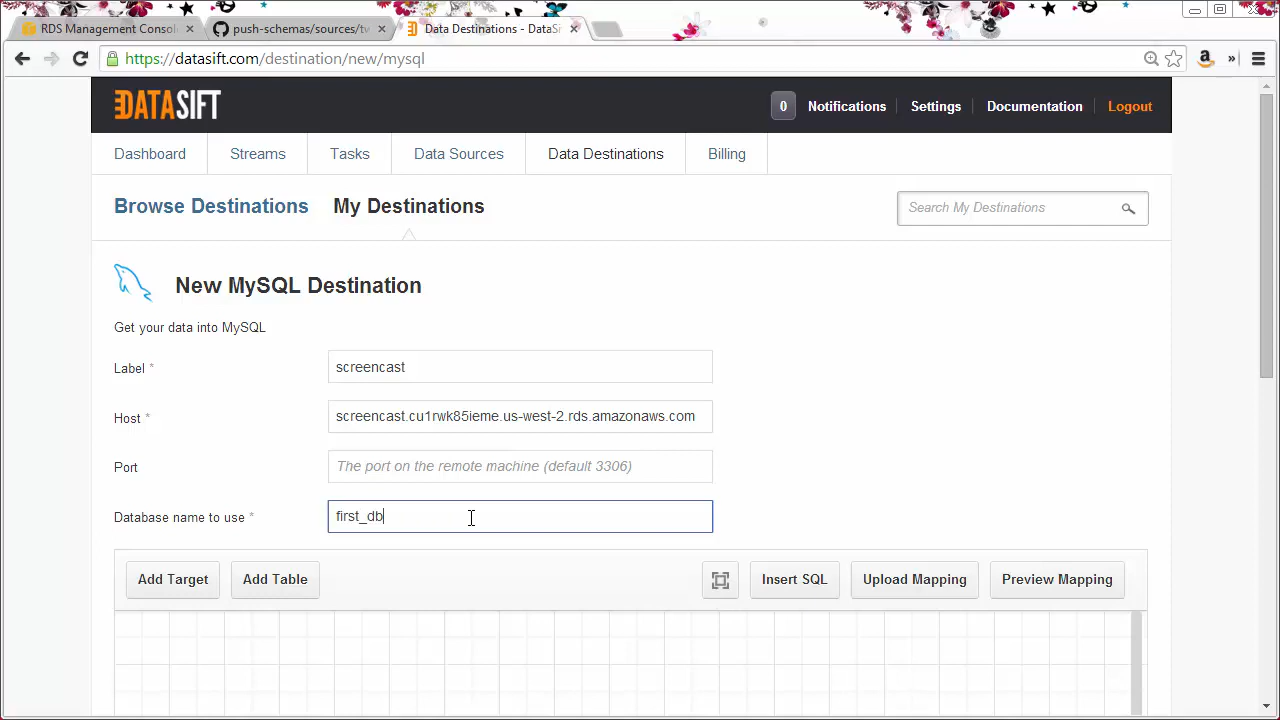 RDS Management Consol
push-schemas/sources/tv
Data Destinations - DataSi
https://datasift.com/destination/new/mysql
DATASIFT
0 Notifications Settings Documentation Logout
Dashboard Streams Tasks Data Sources Data Destinations Billing
Browse Destinations My Destinations Search My Destinations
New MySQL Destination
Get your data into MySQL
Label * screencast
Host * screencast.cu1rwk85ieme.us-west-2.rds.amazonaws.com
Port The port on the remote machine (default 3306)
Database name to use * first_db
Add Target Add Table Insert SQL Upload Mapping Preview Mapping